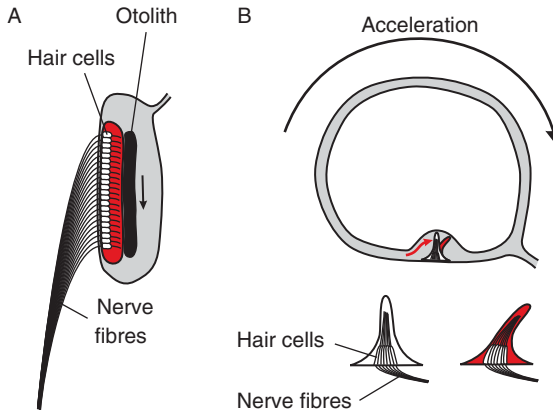 A
Otolith
Hair cells
Nerve
fibres
B
Acceleration
Hair cells
Nerve fibres